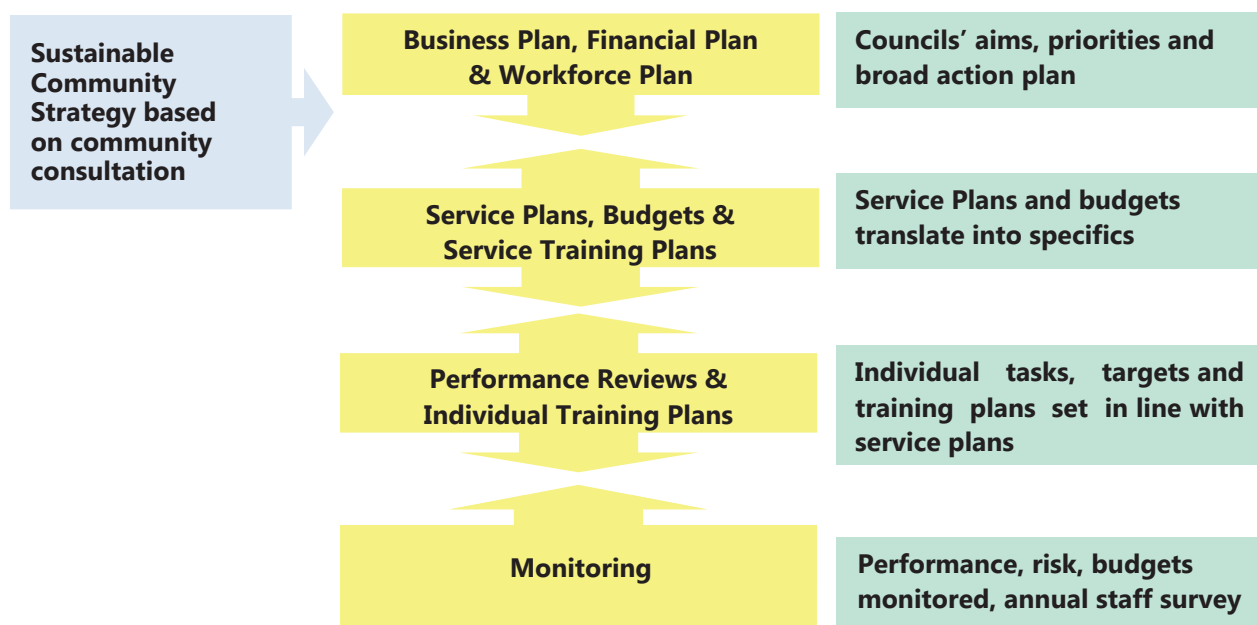 Sustainable
Community
Strategy based
on community
consultation
Business Plan, Financial Plan
& Workforce Plan
Councils’ aims, priorities and
broad action plan
Service Plans, Budgets &
Service Training Plans
Service Plans and budgets
translate into specifics
Performance Reviews &
Individual Training Plans
Individual tasks, targets and
training plans set in line with
service plans
Monitoring
Performance, risk, budgets
monitored, annual staff survey